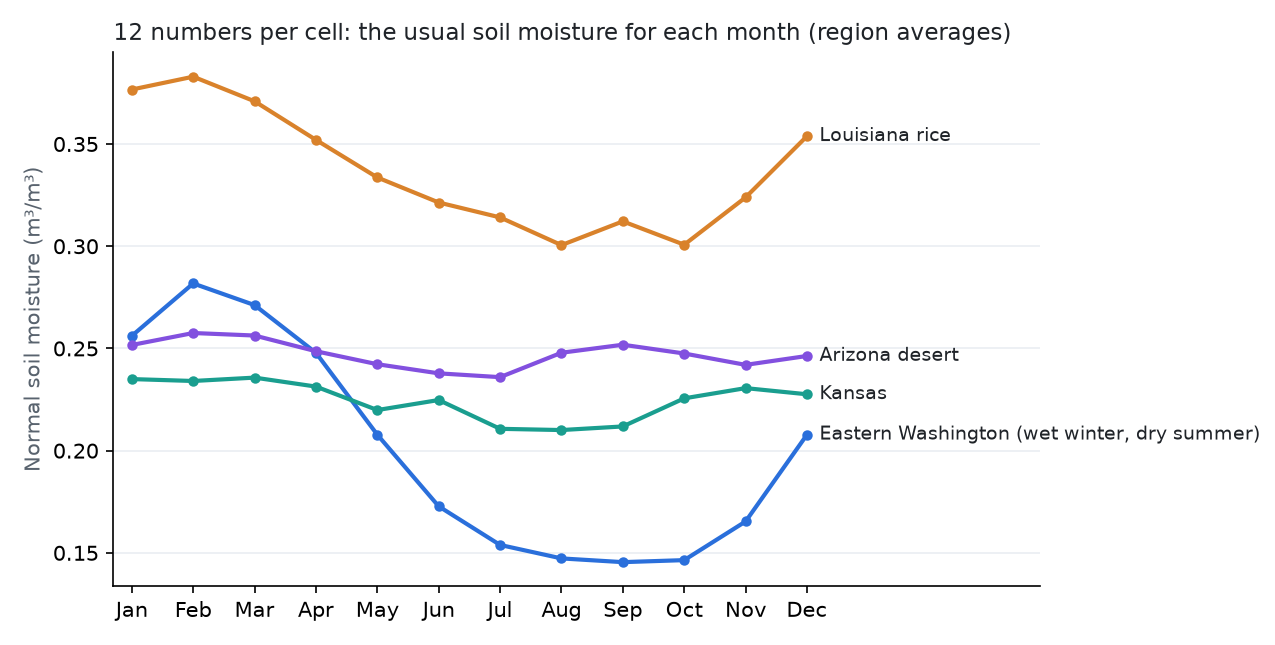 12 numbers per cell: the usual soil moisture for each month (region averages)
Normal soil moisture (m³/m³)
0.35
0.30
0.25
0.20
0.15
Louisiana rice
Arizona desert
Kansas
Eastern Washington (wet winter, dry summer)
Jan Feb Mar Apr May Jun Jul Aug Sep Oct Nov Dec